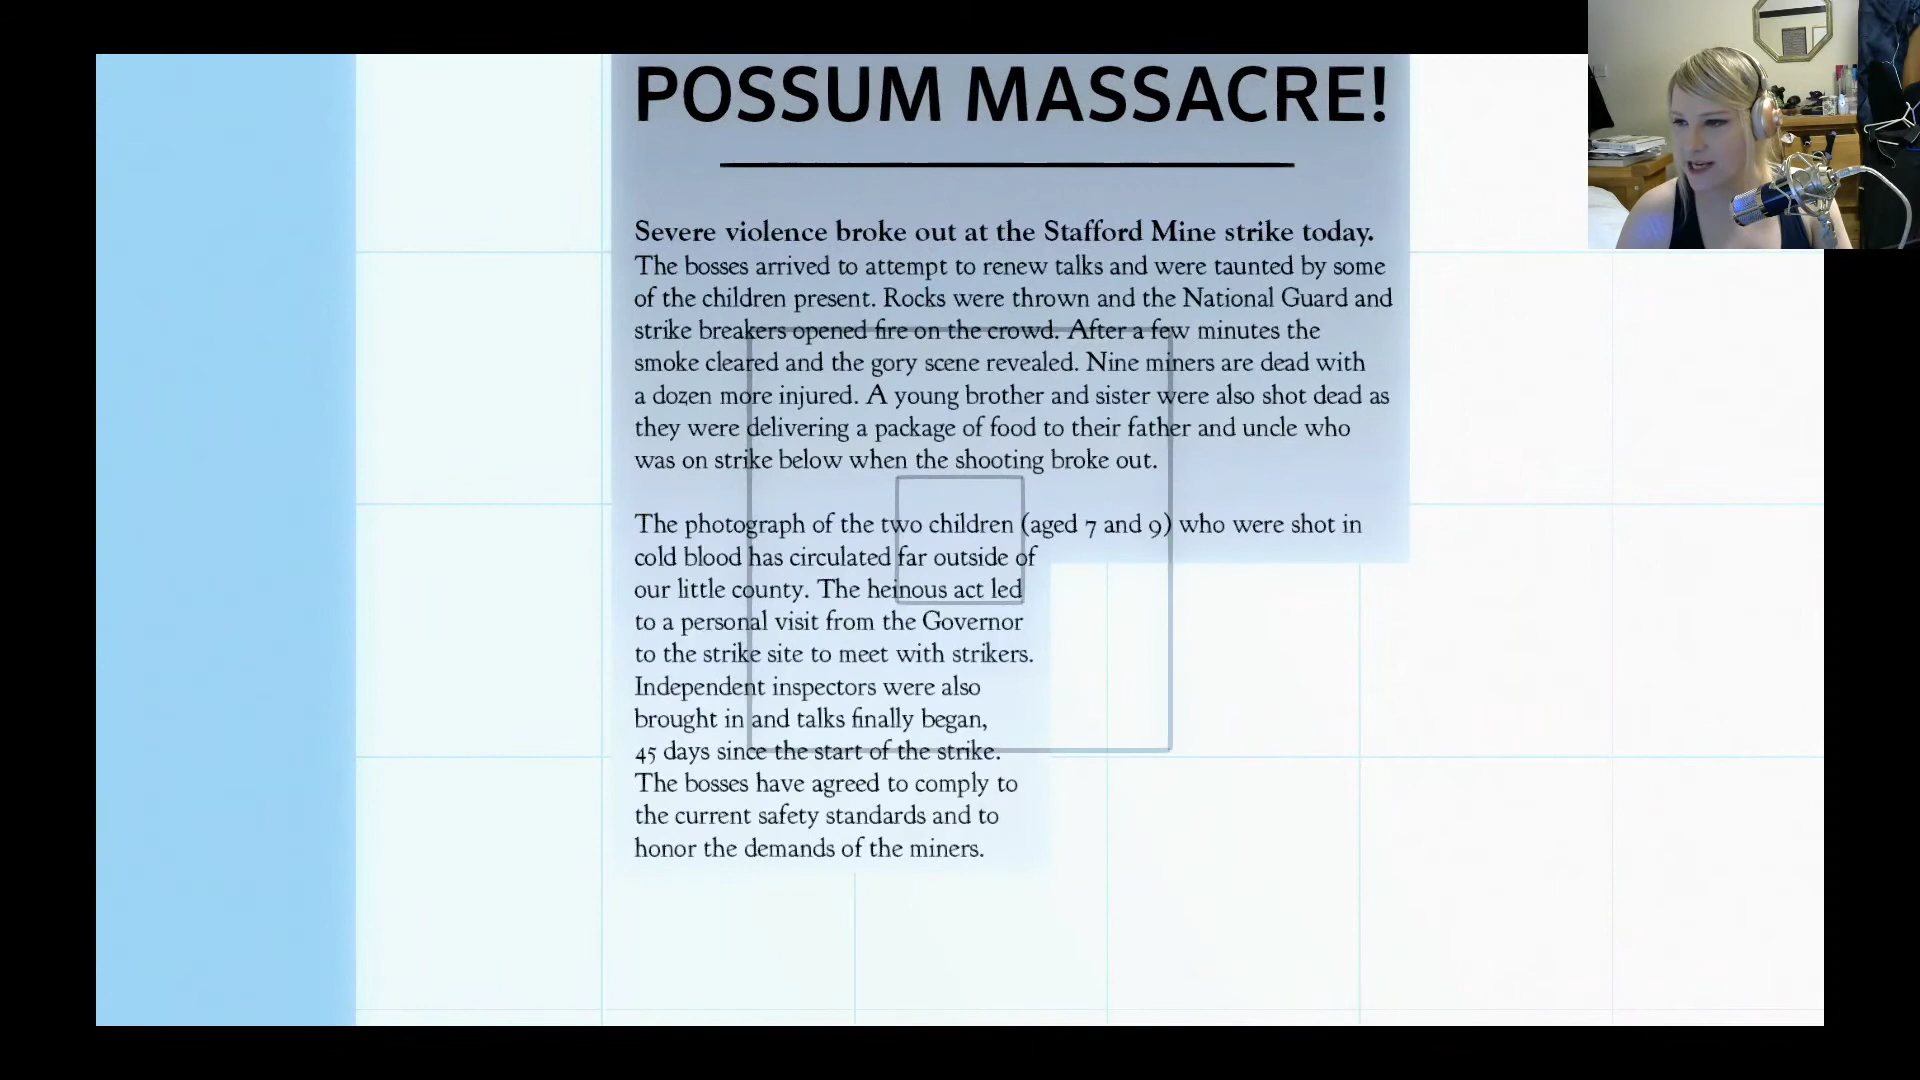 POSSUM MASSACRE!
Severe violence broke out at the Stafford Mine strike today.
The bosses arrived to attempt to renew talks and were taunted by some
of the children present. Rocks were thrown and the National Guard and
strike breakers opened fire on the crowd. After a few minutes the
smoke cleared and the gory scene revealed. Nine miners are dead with
a dozen more injured. A young brother and sister were also shot dead as
they were delivering a package of food to their father and uncle who
was on strike below when the shooting broke out.
The photograph of the two children (aged 7 and 9) who were shot in
cold blood has circulated far outside of
our little county. The heinous act led
to a personal visit from the Governor
to the strike site to meet with strikers.
Independent inspectors were also
brought in and talks finally began,
45 days since the start of the strike.
The bosses have agreed to comply to
the current safety standards and to
honor the demands of the miners.